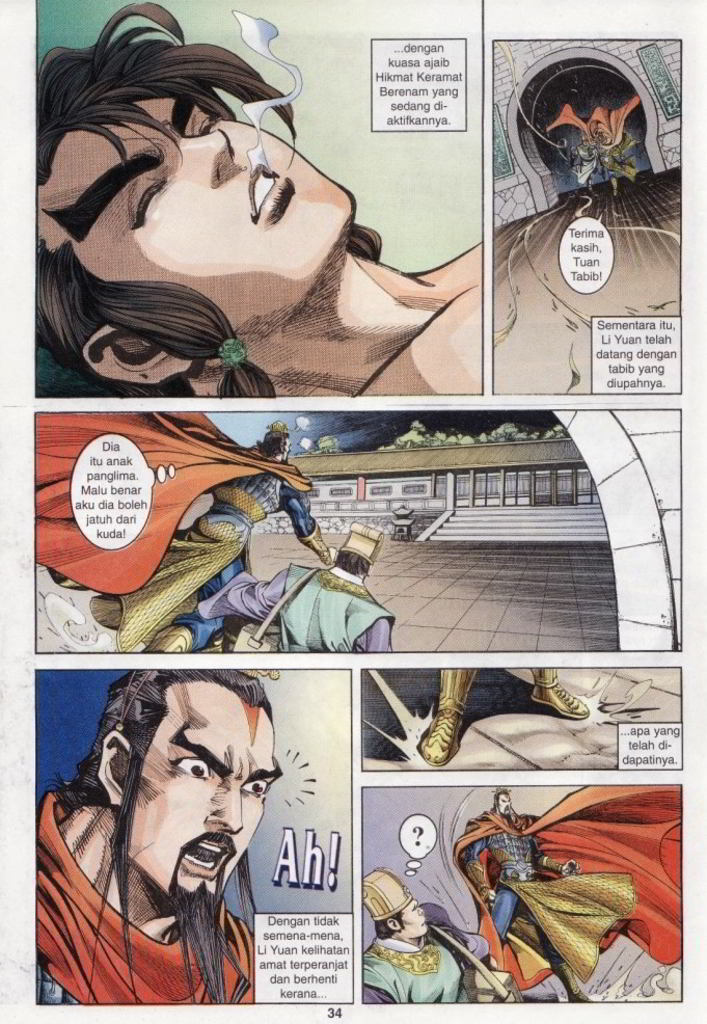 ...dengan
kuasa ajaib
Hikmat Keramat
Berenam yang
sedang di-
aktifkannya.
Terima
kasih,
Tuan
Tabib!
Sementara itu,
Li Yuan telah
datang dengan
tabib yang
diupahnya.
Dia
itu anak
panglima.
Malu benar
aku dia boleh
jatuh dari
kuda!
Ah!
Dengan tidak
semena-mena,
Li Yuan kelihatan
amat terperanjat
dan berhenti
kerana...
...apa yang
telah di-
dapatinya.
?
34